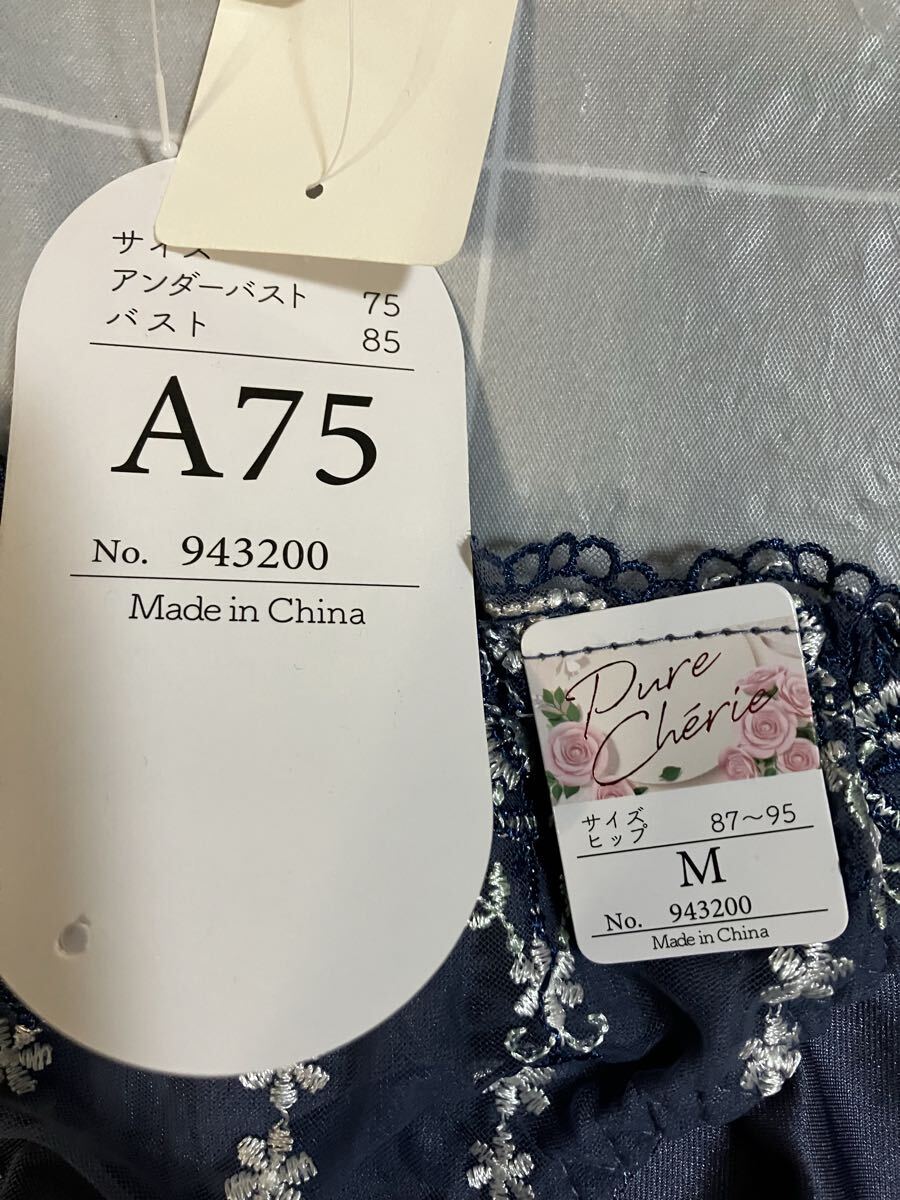 サイズ
アンダーバスト 75
バスト 85
A75
No. 943200
Made in China
Pure
Chérie
サイズ
ヒップ 87〜95
M
No. 943200
Made in China